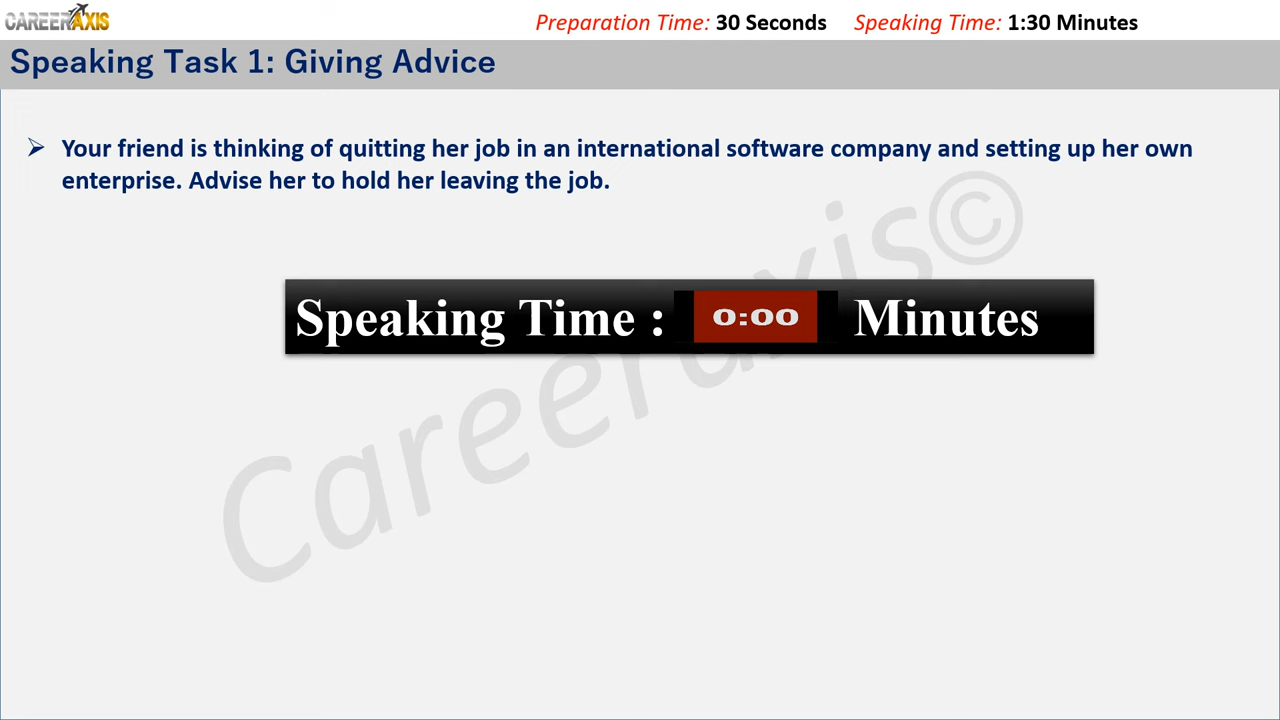 CAREERAXIS
Preparation Time: 30 Seconds Speaking Time: 1:30 Minutes
Speaking Task 1: Giving Advice
Your friend is thinking of quitting her job in an international software company and setting up her own
enterprise. Advise her to hold her leaving the job.
Speaking Time : 0:00 Minutes
Careeraxis©